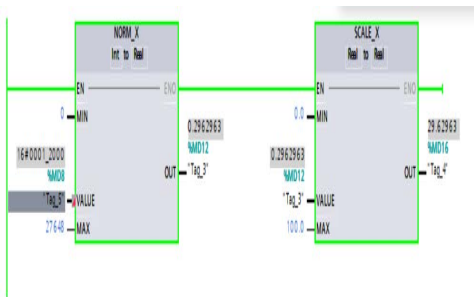 NORM_X
Int to Real
EN
ENO
0
MIN
0.2962963
%MD12
OUT
"Tag_3"
16#0001_2000
%MD8
"Tag_5"
VALUE
27648
MAX
SCALE_X
Real to Real
EN
ENO
0.0
MIN
29.62963
%MD16
OUT
"Tag_4"
0.2962963
%MD12
"Tag_3"
VALUE
100.0
MAX